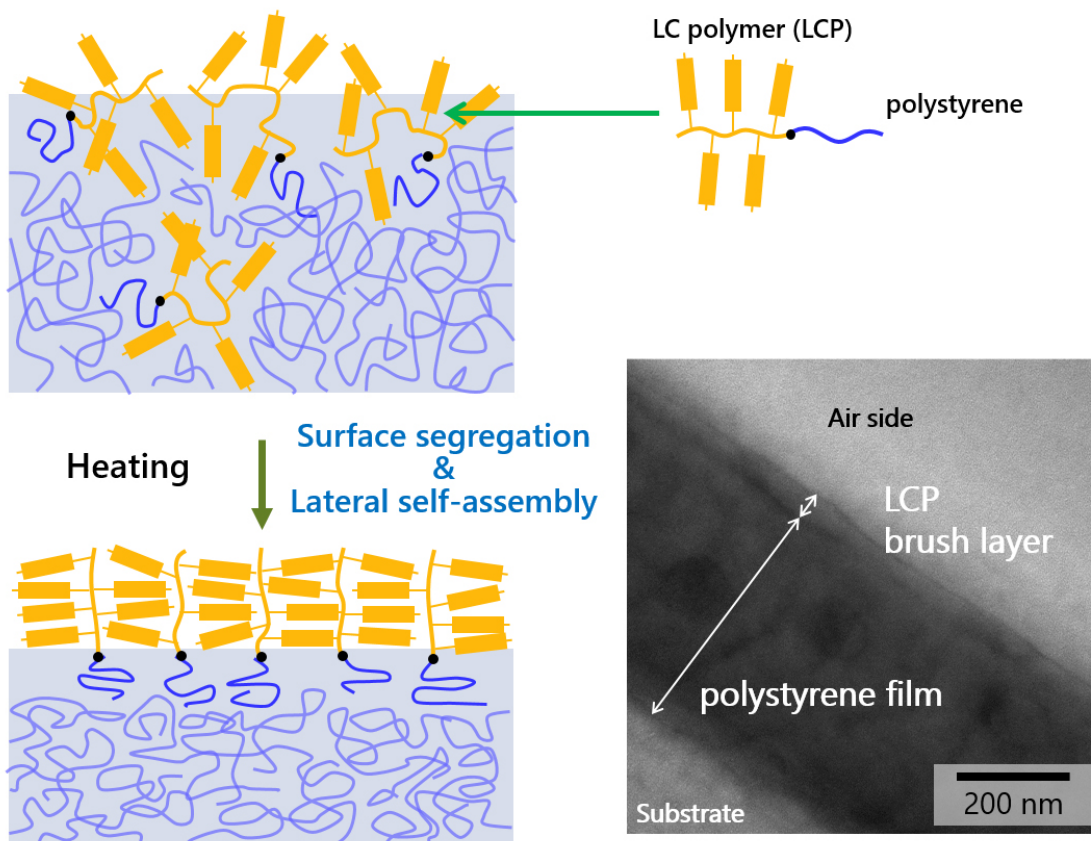 LC polymer (LCP)
polystyrene
Heating
Surface segregation
&
Lateral self-assembly
Air side
LCP
brush layer
polystyrene film
Substrate
200 nm